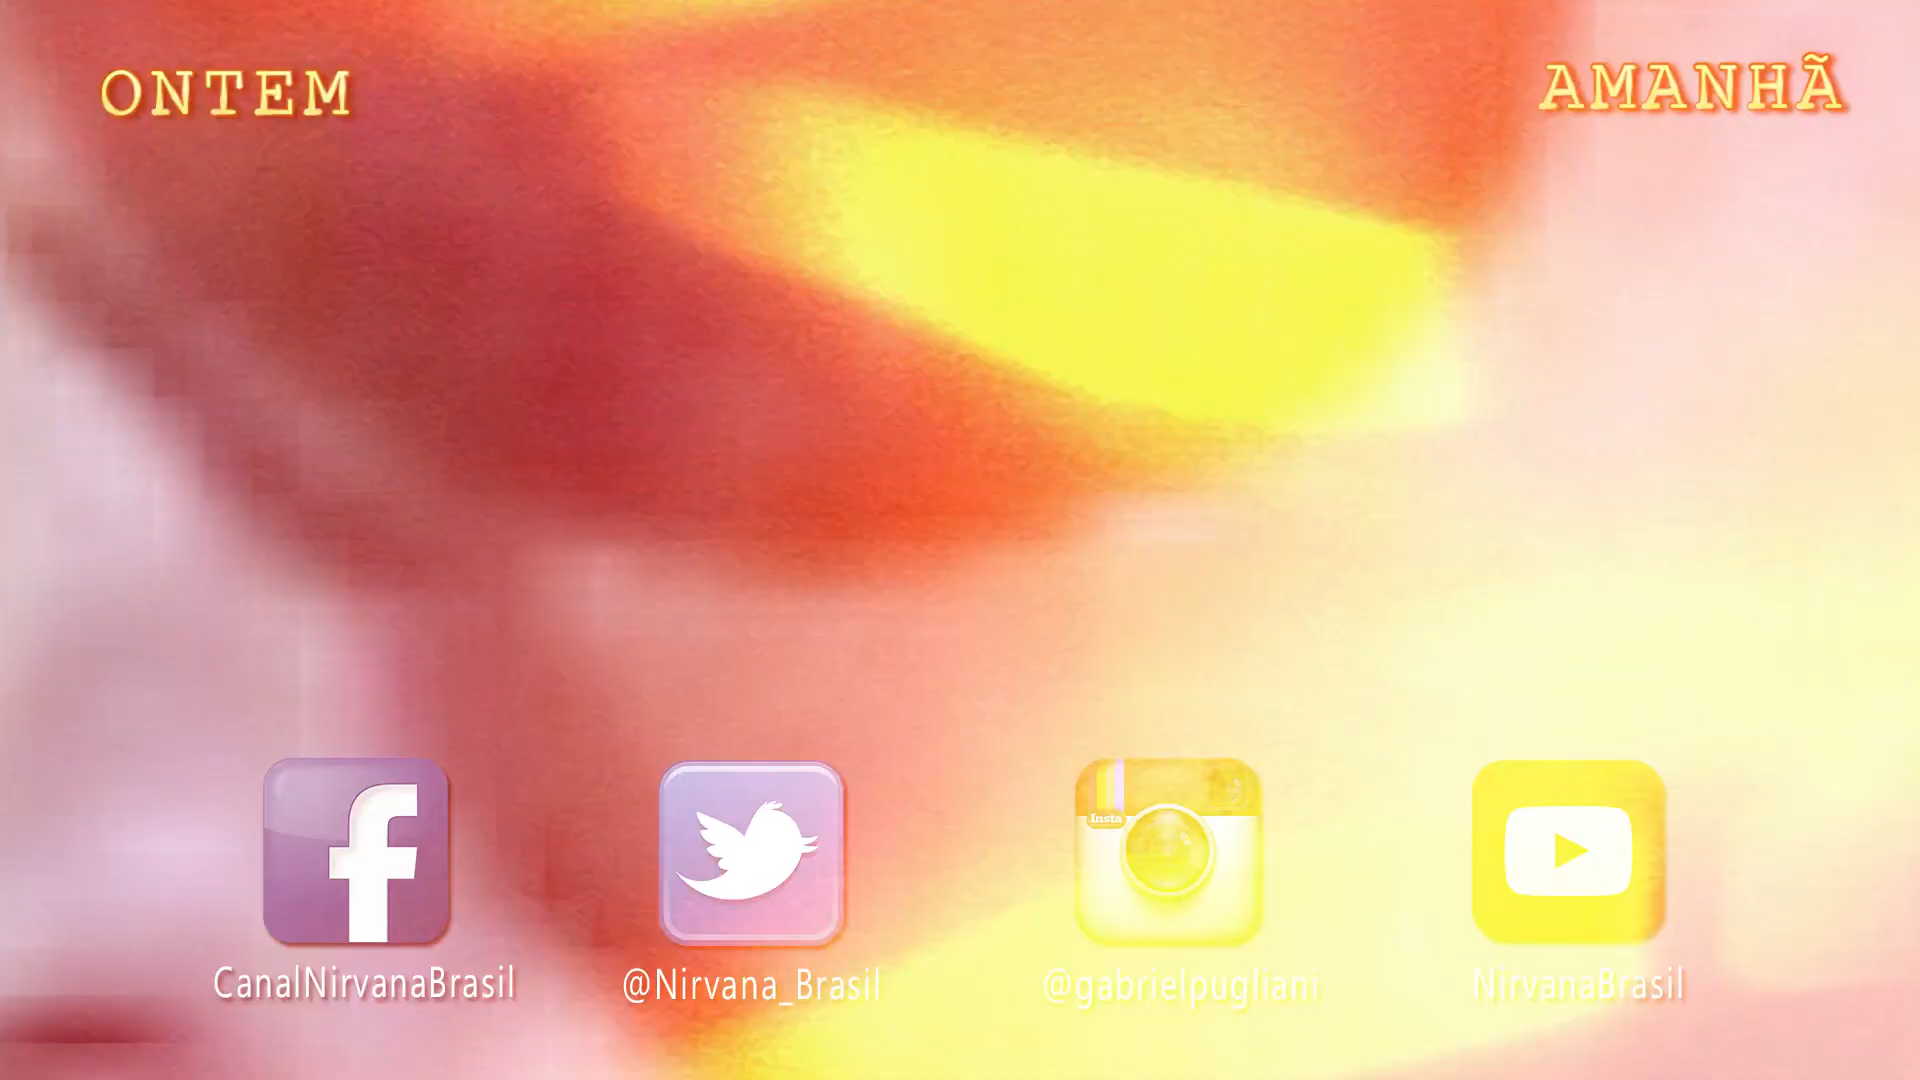 ONTEM
AMANHÃ
Insta
CanalNirvanaBrasil
@Nirvana_Brasil
@gabrielpugliani
NirvanaBrasil